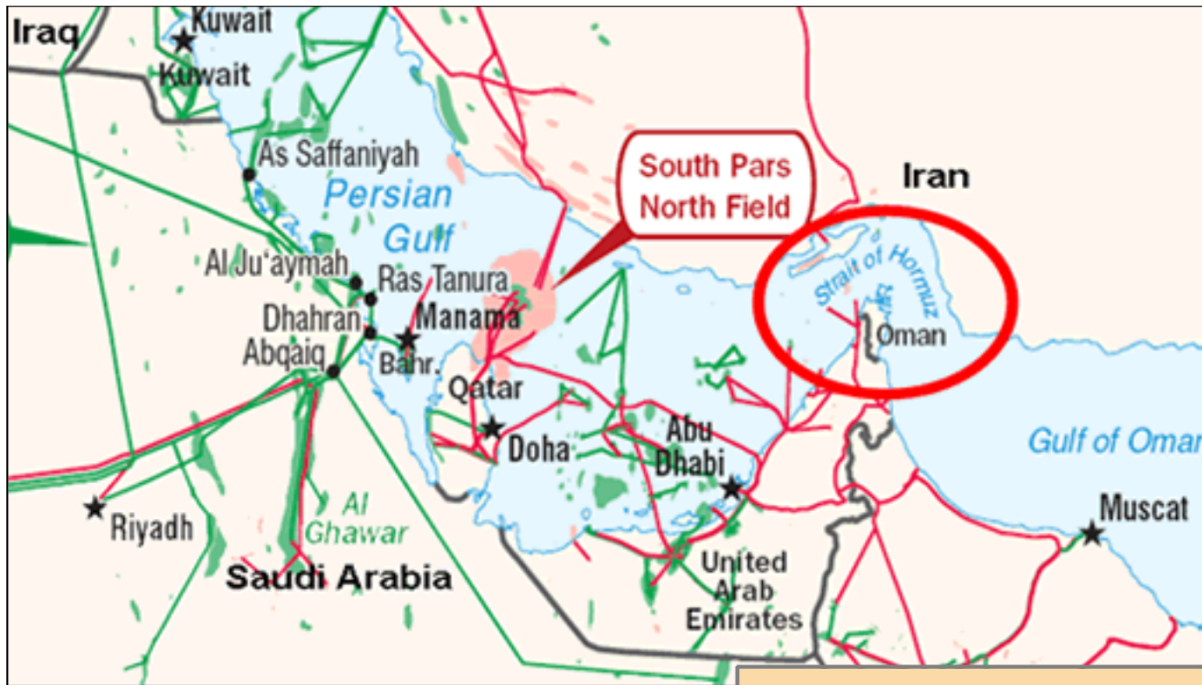 Iraq
Kuwait
Kuwait
As Saffaniyah
Persian
Gulf
South Pars
North Field
Iran
Strait of Hormuz
Al Ju‘aymah
Ras Tanura
Dhahran
Manama
Abqaiq
Bahr.
Oman
Qatar
Doha
Abu
Dhabi
Gulf of Oman
Muscat
Riyadh
Al
Ghawar
Saudi Arabia
United
Arab
Emirates